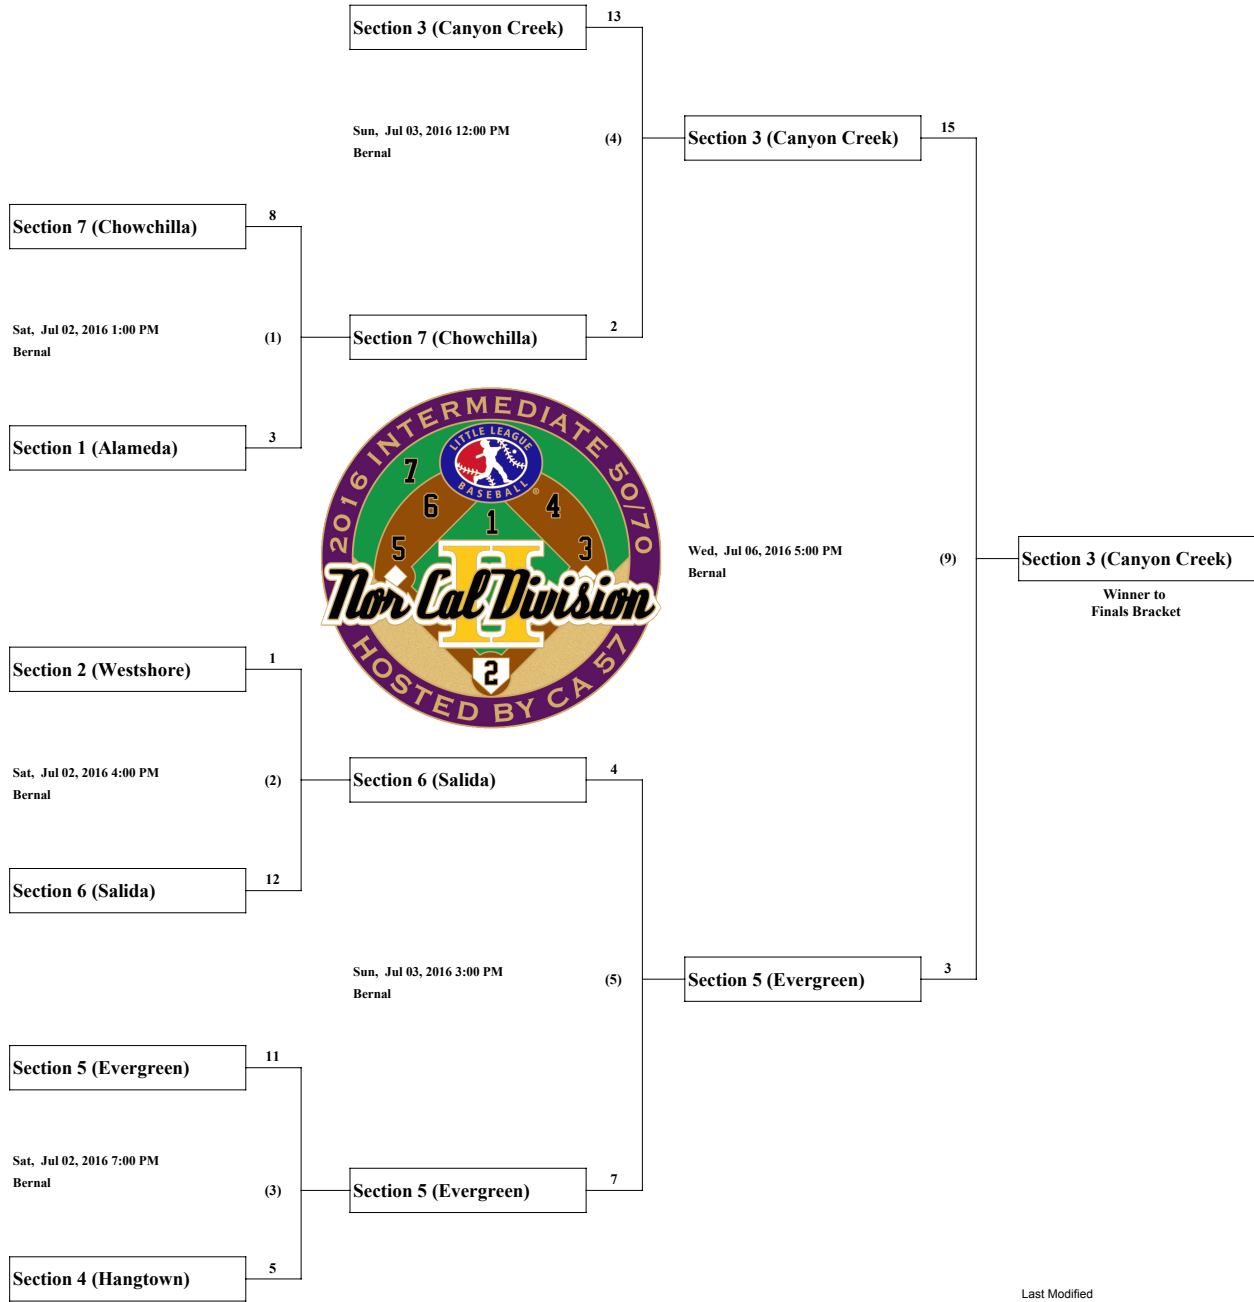 Section 3 (Canyon Creek)
13
Sun, Jul 03, 2016 12:00 PM
Bernal
(4)
Section 3 (Canyon Creek)
15
Section 7 (Chowchilla)
8
Sat, Jul 02, 2016 1:00 PM
Bernal
(1)
Section 7 (Chowchilla)
2
Section 1 (Alameda)
3
2016 INTERMEDIATE 50/70
LITTLE LEAGUE
BASEBALL
®
7
6
4
1
5
3
II
Nor Cal Division
2
HOSTED BY CA 57
Wed, Jul 06, 2016 5:00 PM
Bernal
(9)
Section 3 (Canyon Creek)
Winner to
Finals Bracket
Section 2 (Westshore)
1
Sat, Jul 02, 2016 4:00 PM
Bernal
(2)
Section 6 (Salida)
4
Section 6 (Salida)
12
Sun, Jul 03, 2016 3:00 PM
Bernal
(5)
Section 5 (Evergreen)
3
Section 5 (Evergreen)
11
Sat, Jul 02, 2016 7:00 PM
Bernal
(3)
Section 5 (Evergreen)
7
Section 4 (Hangtown)
5
Last Modified